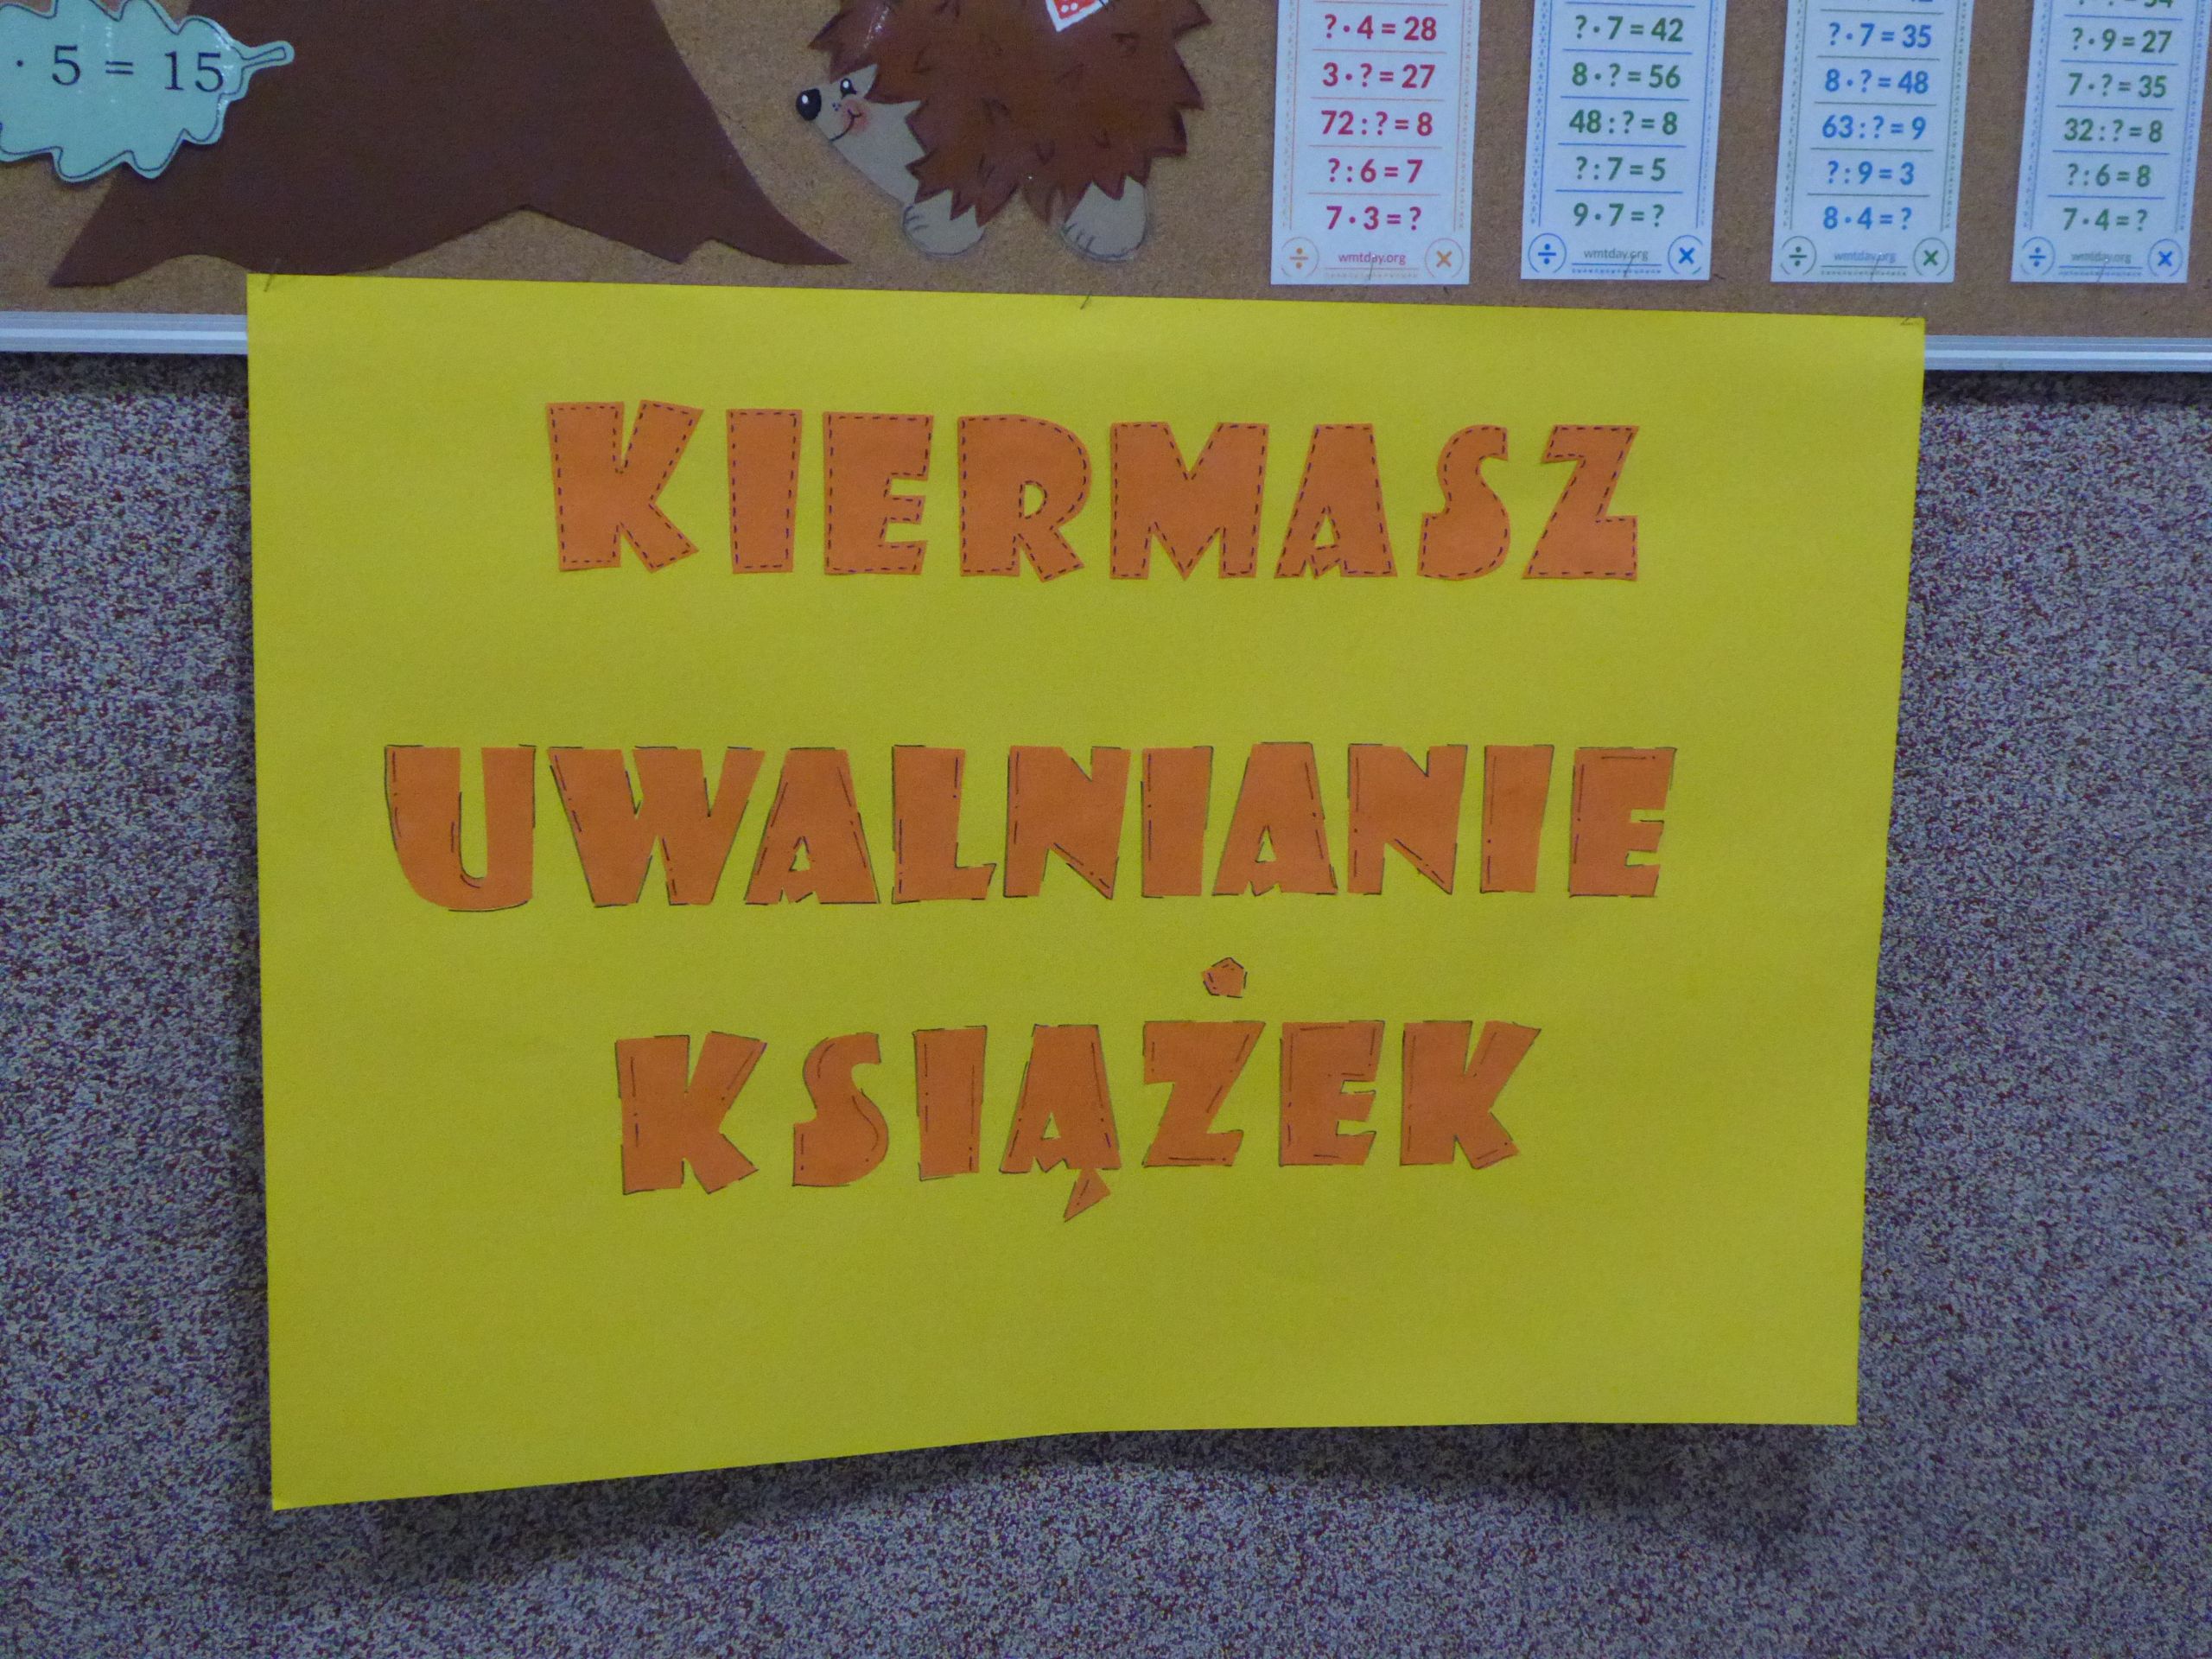 · 5 = 15
? · 4 = 28
3 · ? = 27
72 : ? = 8
? : 6 = 7
7 · 3 = ?
wmtday.org
? · 7 = 42
8 · ? = 56
48 : ? = 8
? : 7 = 5
9 · 7 = ?
wmtday.org
? · 7 = 35
8 · ? = 48
63 : ? = 9
? : 9 = 3
8 · 4 = ?
wmtday.org
? · 9 = 27
7 · ? = 35
32 : ? = 8
? : 6 = 8
7 · 4 = ?
wmtday.org
KIERMASZ
UWALNIANIE
KSIĄŻEK